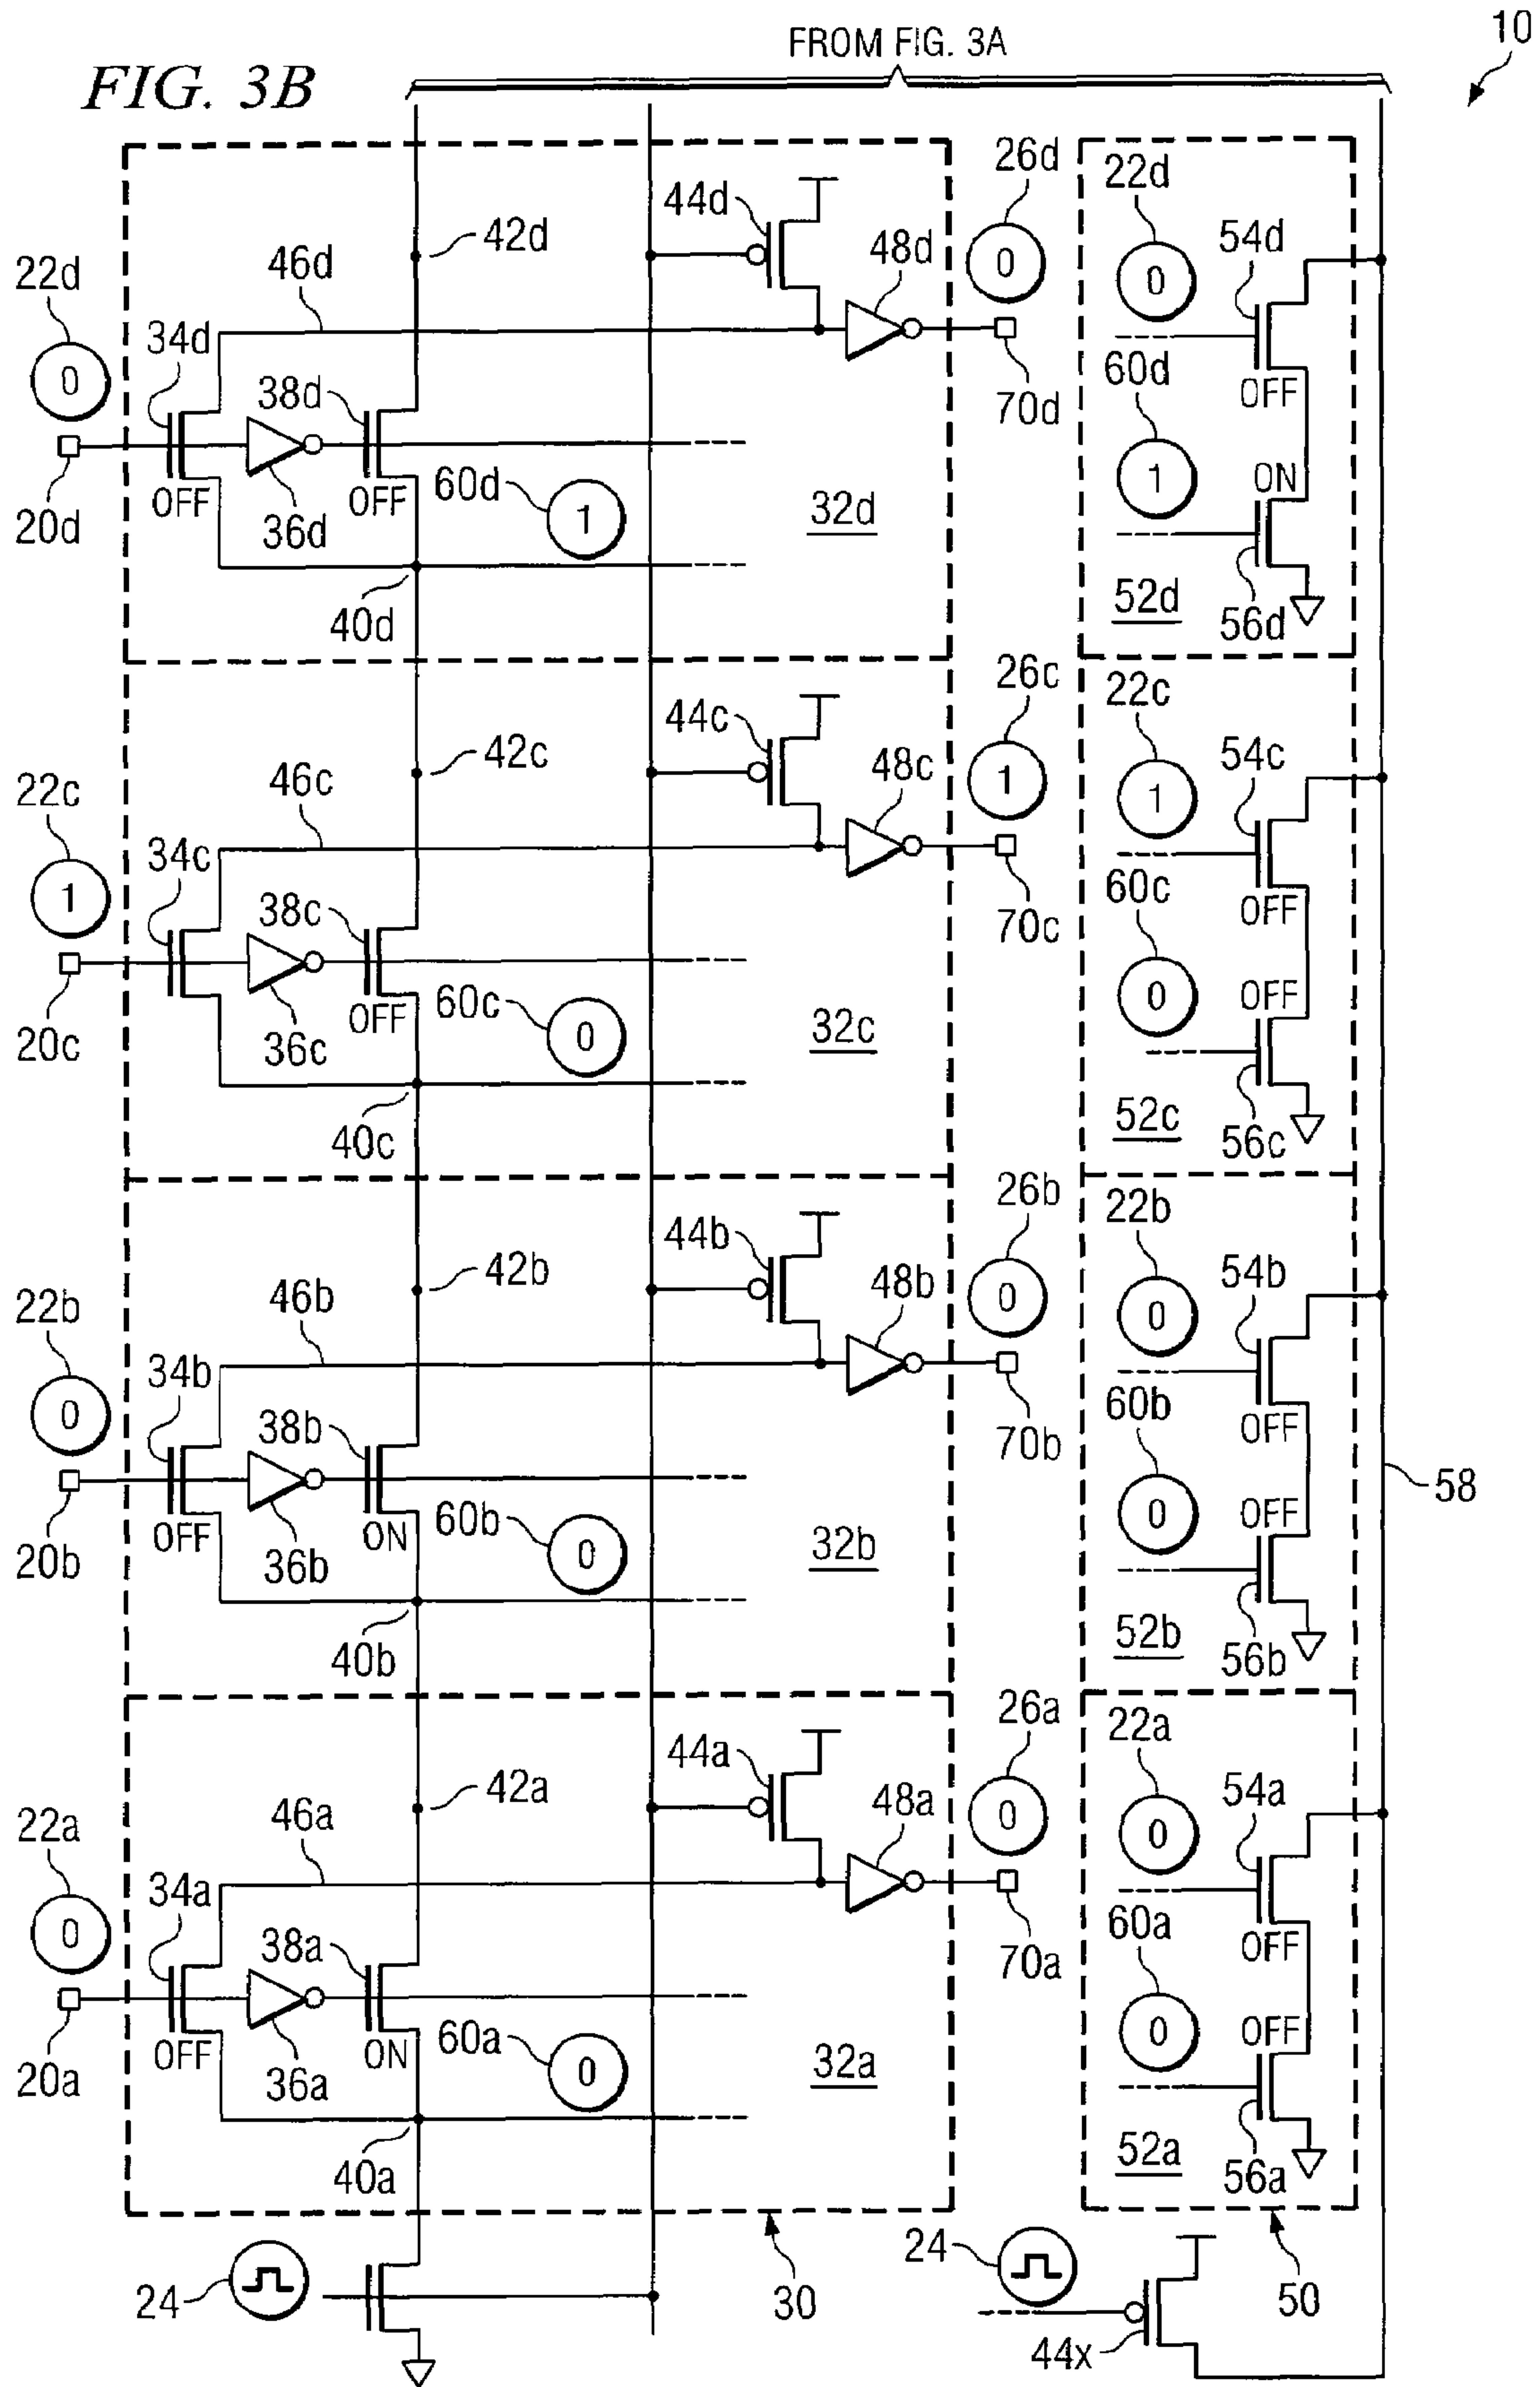 10
FROM FIG. 3A
FIG. 3B
26d
22d
44d
42d
54d
46d
48d
22d
0
0
34d
0
38d
60d
70d
OFF
60d
1
ON
OFF
OFF
1
32d
20d
36d
52d
56d
40d
26c
22c
44c
42c
48c
54c
22c
46c
1
1
34c
1
38c
60c
70c
OFF
60c
0
OFF
OFF
0
32c
20c
36c
52c
56c
40c
26b
22b
44b
42b
48b
54b
22b
46b
0
0
34b
0
38b
60b
70b
OFF
58
60b
0
OFF
OFF
ON
0
32b
20b
36b
52b
56b
40b
26a
22a
44a
42a
48a
54a
22a
46a
0
0
34a
0
38a
60a
70a
OFF
60a
0
OFF
OFF
ON
0
32a
20a
36a
52a
56a
40a
24
24
30
50
44x